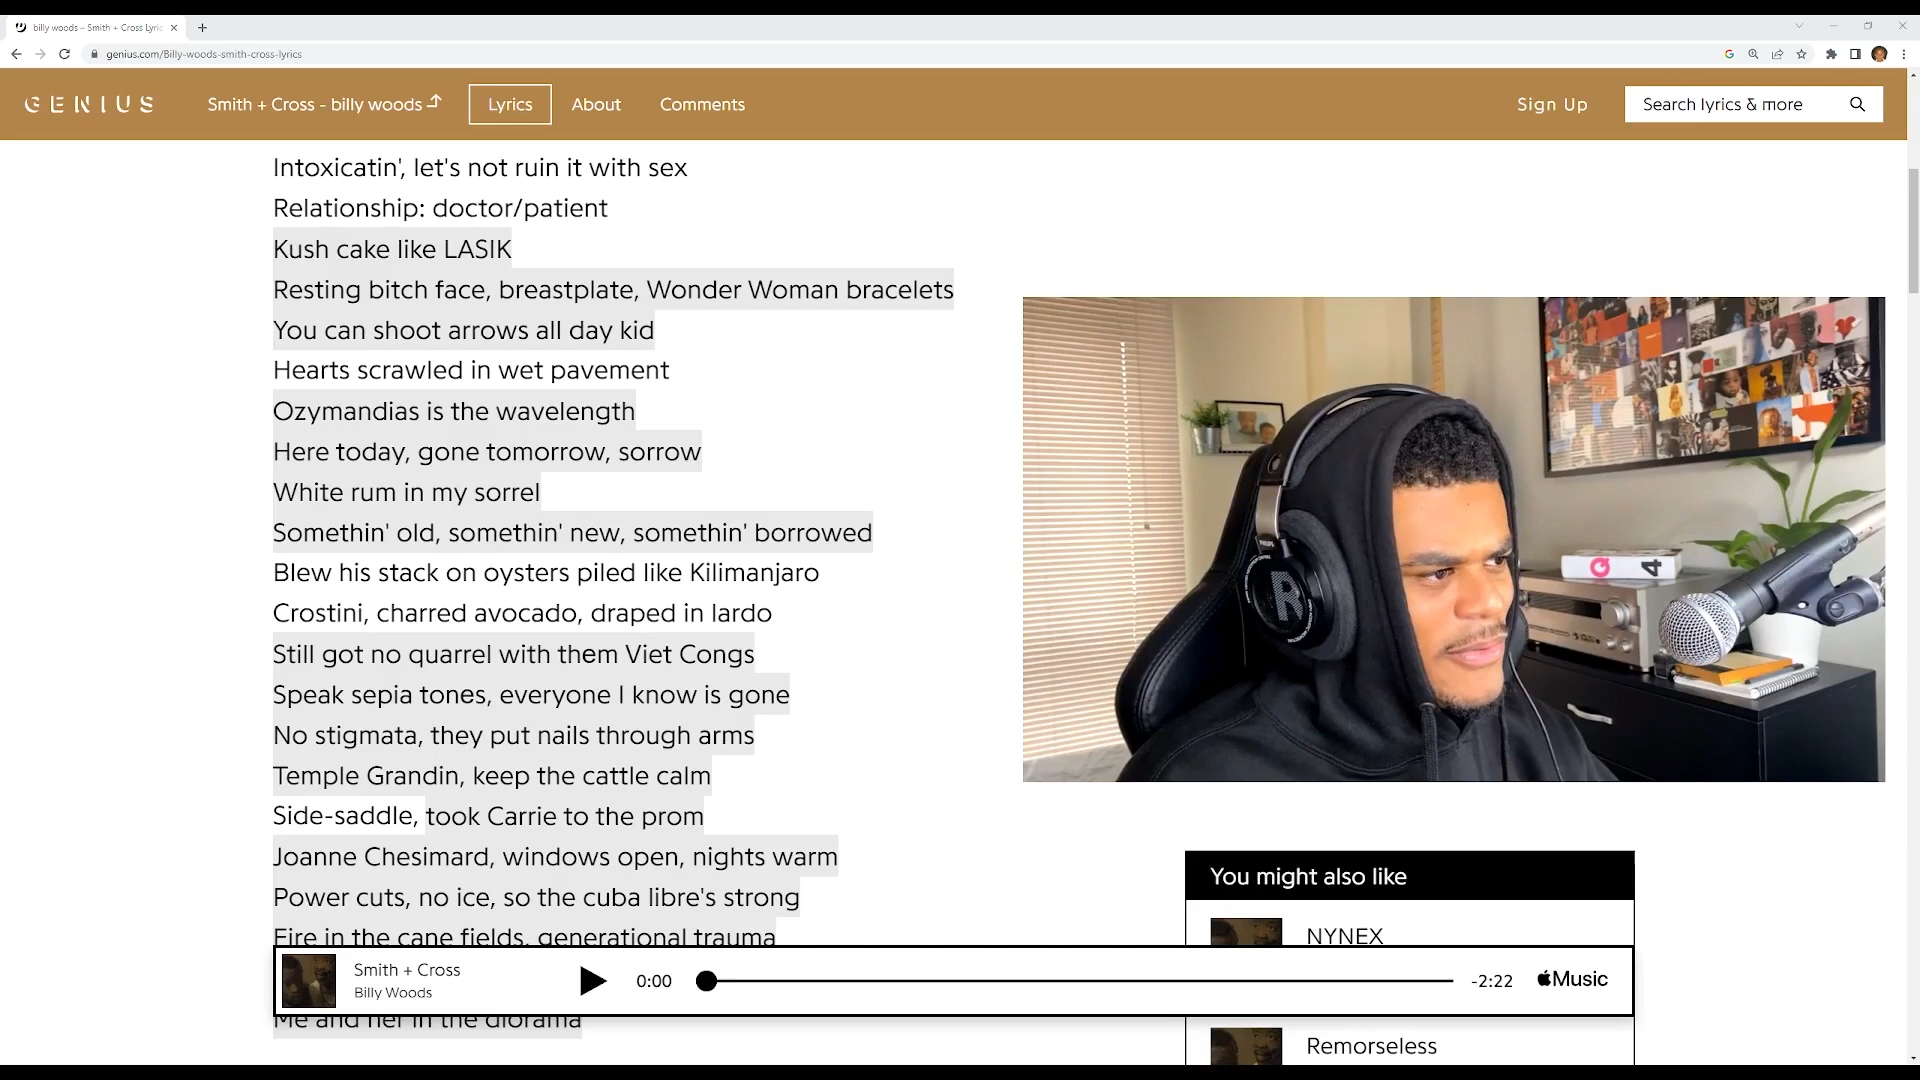 billy woods – Smith + Cross Lyric
genius.com/Billy-woods-smith-cross-lyrics
GENIUS
Smith + Cross - billy woods
Lyrics
About
Comments
Sign Up
Search lyrics & more
Intoxicatin', let's not ruin it with sex
Relationship: doctor/patient
Kush cake like LASIK
Resting bitch face, breastplate, Wonder Woman bracelets
You can shoot arrows all day kid
Hearts scrawled in wet pavement
Ozymandias is the wavelength
Here today, gone tomorrow, sorrow
White rum in my sorrel
Somethin' old, somethin' new, somethin' borrowed
Blew his stack on oysters piled like Kilimanjaro
Crostini, charred avocado, draped in lardo
Still got no quarrel with them Viet Congs
Speak sepia tones, everyone I know is gone
No stigmata, they put nails through arms
Temple Grandin, keep the cattle calm
Side-saddle, took Carrie to the prom
Joanne Chesimard, windows open, nights warm
Power cuts, no ice, so the cuba libre's strong
Fire in the cane fields, generational trauma
Me and her in the diorama
Smith + Cross
Billy Woods
0:00
-2:22
Music
You might also like
NYNEX
Remorseless
PHILIPS
R
4